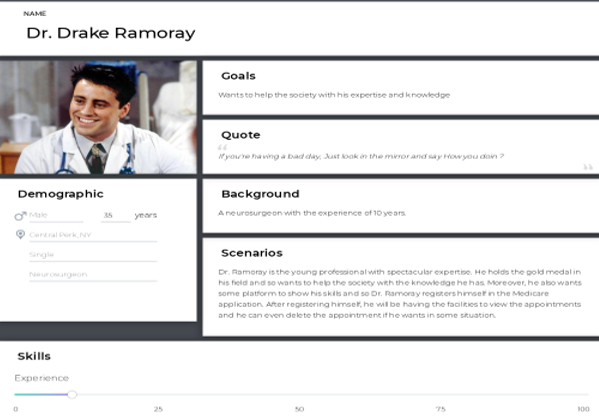 NAME
Dr. Drake Ramoray
Goals
Wants to help the society with his expertise and knowledge
Quote
If you're having a bad day, Just look in the mirror and say How you doin ?
Demographic
Male 35 years
Central Perk, NY
Single
Neurosurgeon
Background
A neurosurgeon with the experience of 10 years.
Scenarios
Dr. Ramoray is the young professional with spectacular expertise. He holds the gold medal in
his field and so wants to help the society with the knowledge he has. Moreover, he also wants
some platform to show his skills and so Dr. Ramoray registers himself in the Medicare
application. After registering himself, he will be having the facilities to view the appointments
and he can even delete the appointment if he wants in some situation.
Skills
Experience
0 25 50 75 100